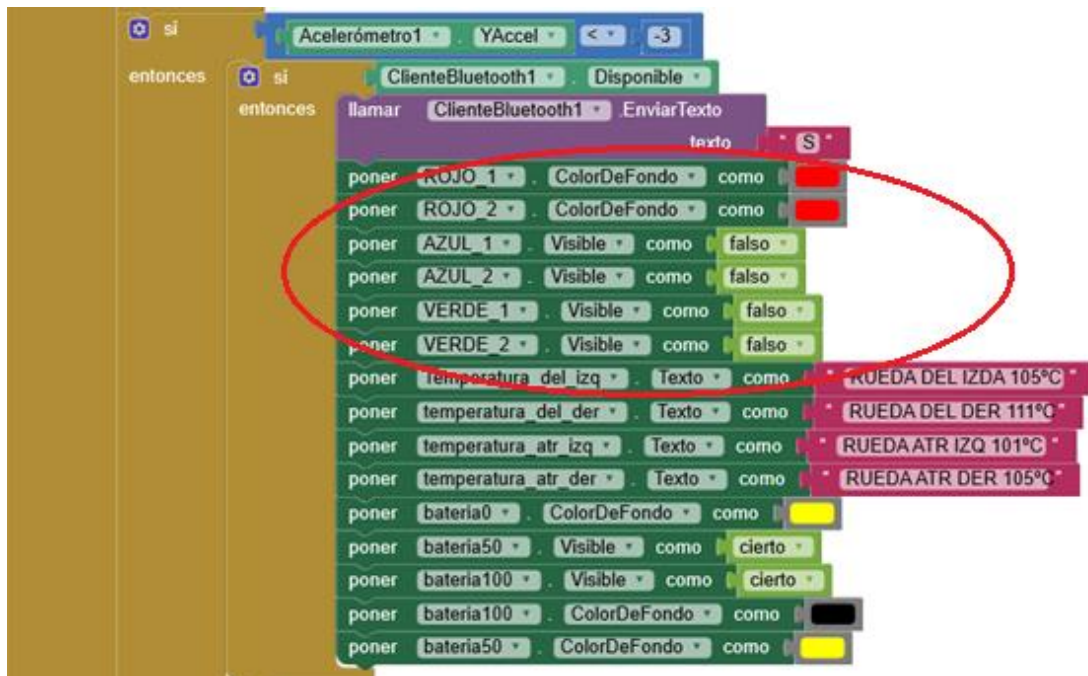 si Acelerómetro1 . YAccel < -3
entonces si ClienteBluetooth1 . Disponible
entonces llamar ClienteBluetooth1 .EnviarTexto
texto " S "
poner ROJO_1 . ColorDeFondo como
poner ROJO_2 . ColorDeFondo como
poner AZUL_1 . Visible como falso
poner AZUL_2 . Visible como falso
poner VERDE_1 . Visible como falso
poner VERDE_2 . Visible como falso
poner Temperatura_del_izq . Texto como " RUEDA DEL IZDA 105ºC "
poner temperatura_del_der . Texto como " RUEDA DEL DER 111ºC "
poner temperatura_atr_izq . Texto como " RUEDA ATR IZQ 101ºC "
poner temperatura_atr_der . Texto como " RUEDA ATR DER 105ºC "
poner bateria0 . ColorDeFondo como
poner bateria50 . Visible como cierto
poner bateria100 . Visible como cierto
poner bateria100 . ColorDeFondo como
poner bateria50 . ColorDeFondo como